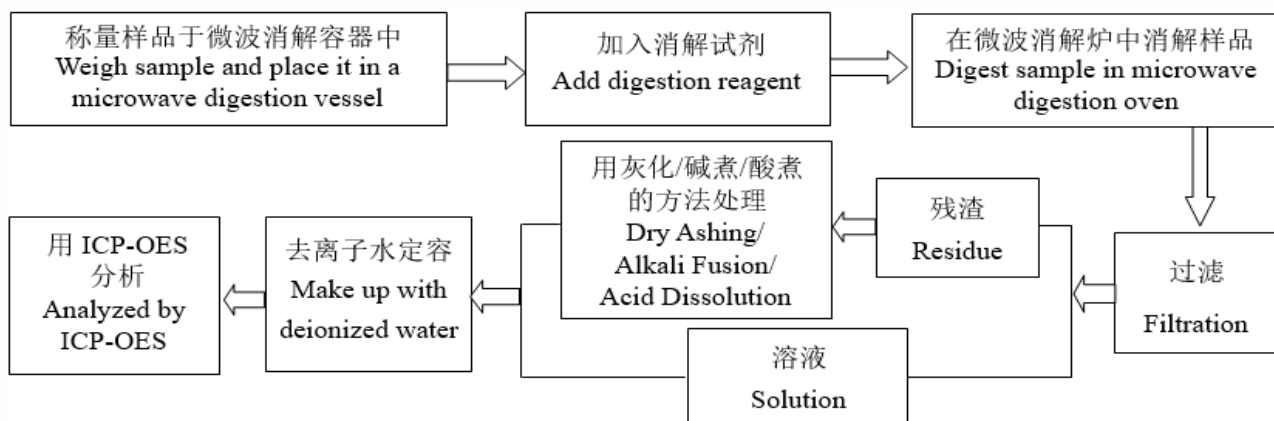 称量样品于微波消解容器中
Weigh sample and place it in a
microwave digestion vessel
加入消解试剂
Add digestion reagent
在微波消解炉中消解样品
Digest sample in microwave
digestion oven
过滤
Filtration
残渣
Residue
用灰化/碱煮/酸煮
的方法处理
Dry Ashing/
Alkali Fusion/
Acid Dissolution
溶液
Solution
去离子水定容
Make up with
deionized water
用 ICP-OES
分析
Analyzed by
ICP-OES